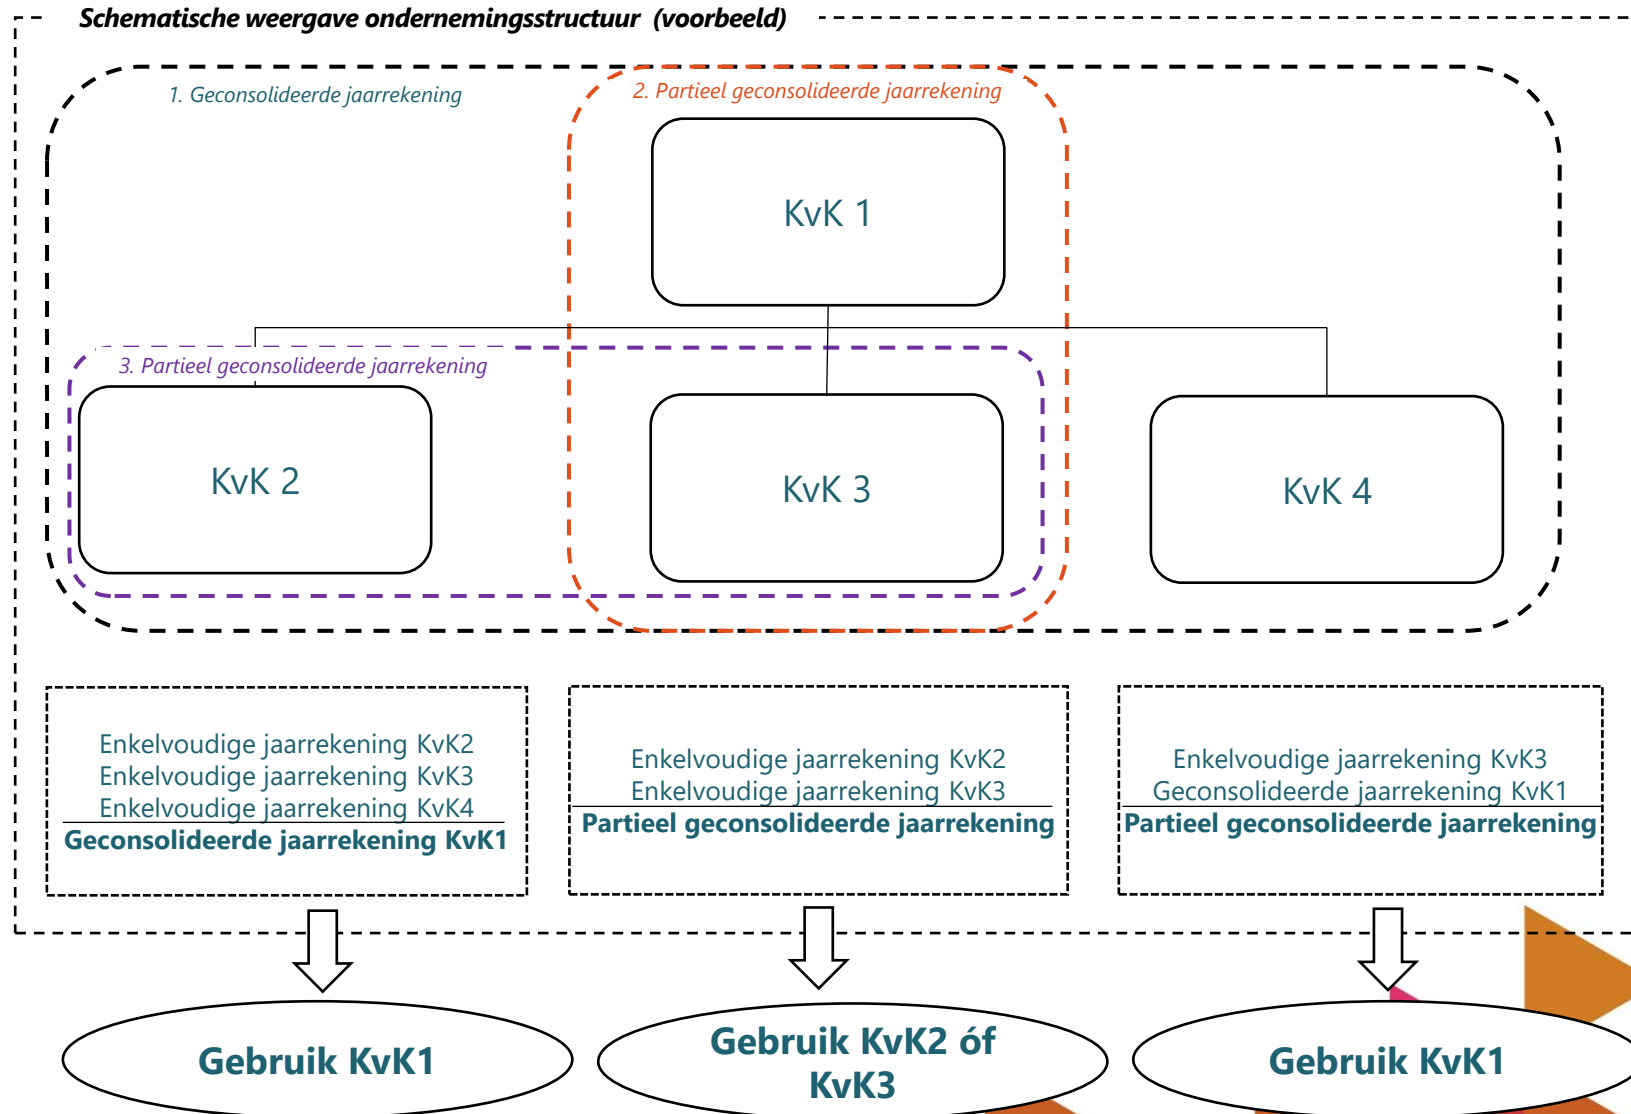 Schematische weergave ondernemingsstructuur (voorbeeld)
1. Geconsolideerde jaarrekening
2. Partieel geconsolideerde jaarrekening
KvK 1
3. Partieel geconsolideerde jaarrekening
KvK 2
KvK 3
KvK 4
Enkelvoudige jaarrekening KvK2
Enkelvoudige jaarrekening KvK3
Enkelvoudige jaarrekening KvK4
Geconsolideerde jaarrekening KvK1
Enkelvoudige jaarrekening KvK2
Enkelvoudige jaarrekening KvK3
Partieel geconsolideerde jaarrekening
Enkelvoudige jaarrekening KvK3
Geconsolideerde jaarrekening KvK1
Partieel geconsolideerde jaarrekening
Gebruik KvK1
Gebruik KvK2 óf
KvK3
Gebruik KvK1